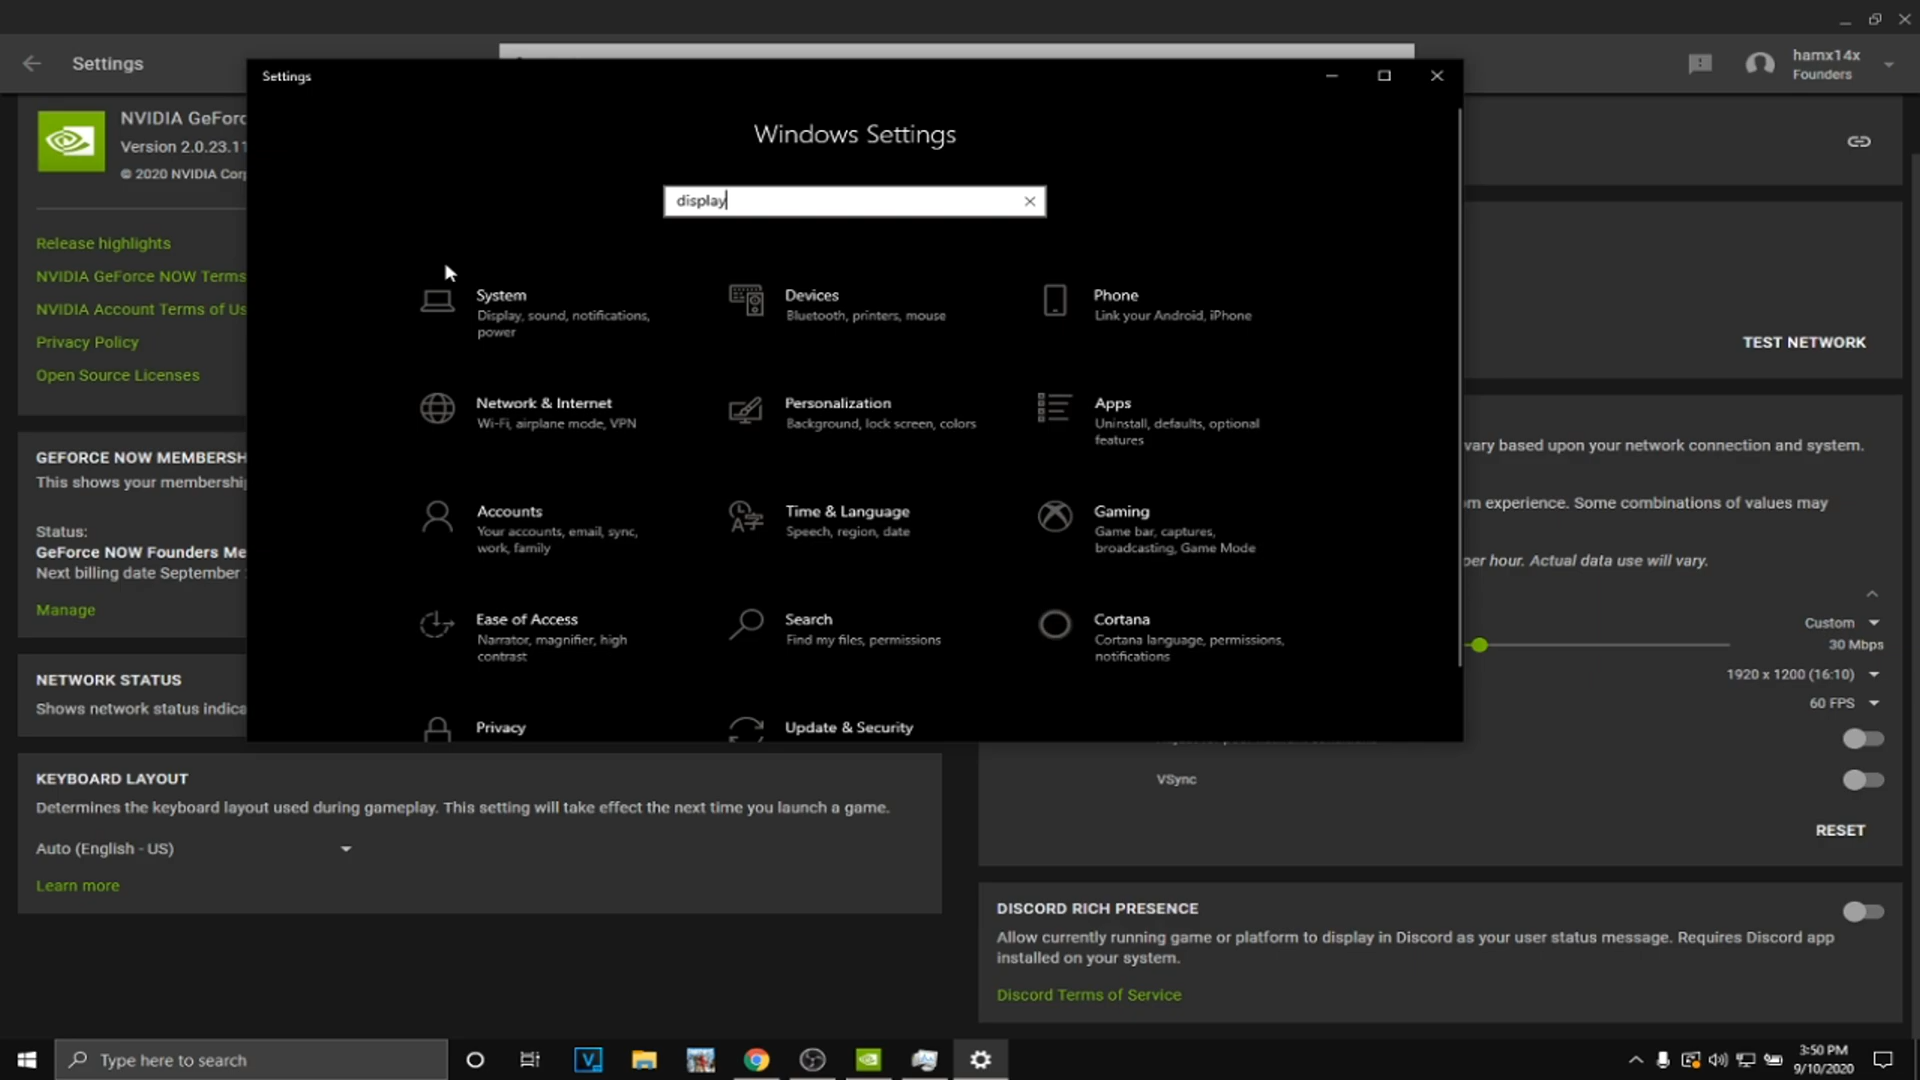 Settings
hamx14x
Founders
Settings
NVIDIA GeForc
Version 2.0.23.11
© 2020 NVIDIA Cor
Release highlights
NVIDIA GeForce NOW Terms
NVIDIA Account Terms of Us
Privacy Policy
Open Source Licenses
GEFORCE NOW MEMBERSH
This shows your membershi
Status:
GeForce NOW Founders Me
Next billing date September
Manage
NETWORK STATUS
Shows network status indica
Windows Settings
display
System
Display, sound, notifications,
power
Devices
Bluetooth, printers, mouse
Phone
Link your Android, iPhone
Network & Internet
Wi-Fi, airplane mode, VPN
Personalization
Background, lock screen, colors
Apps
Uninstall, defaults, optional
features
Accounts
Your accounts, email, sync,
work, family
Time & Language
Speech, region, date
Gaming
Game bar, captures,
broadcasting, Game Mode
Ease of Access
Narrator, magnifier, high
contrast
Search
Find my files, permissions
Cortana
Cortana language, permissions,
notifications
Privacy
Update & Security
TEST NETWORK
vary based upon your network connection and system.
m experience. Some combinations of values may
per hour. Actual data use will vary.
Custom
30 Mbps
1920 x 1200 (16:10)
60 FPS
VSync
RESET
KEYBOARD LAYOUT
Determines the keyboard layout used during gameplay. This setting will take effect the next time you launch a game.
Auto (English - US)
Learn more
DISCORD RICH PRESENCE
Allow currently running game or platform to display in Discord as your user status message. Requires Discord app
installed on your system.
Discord Terms of Service
Type here to search
3:50 PM
9/10/2020